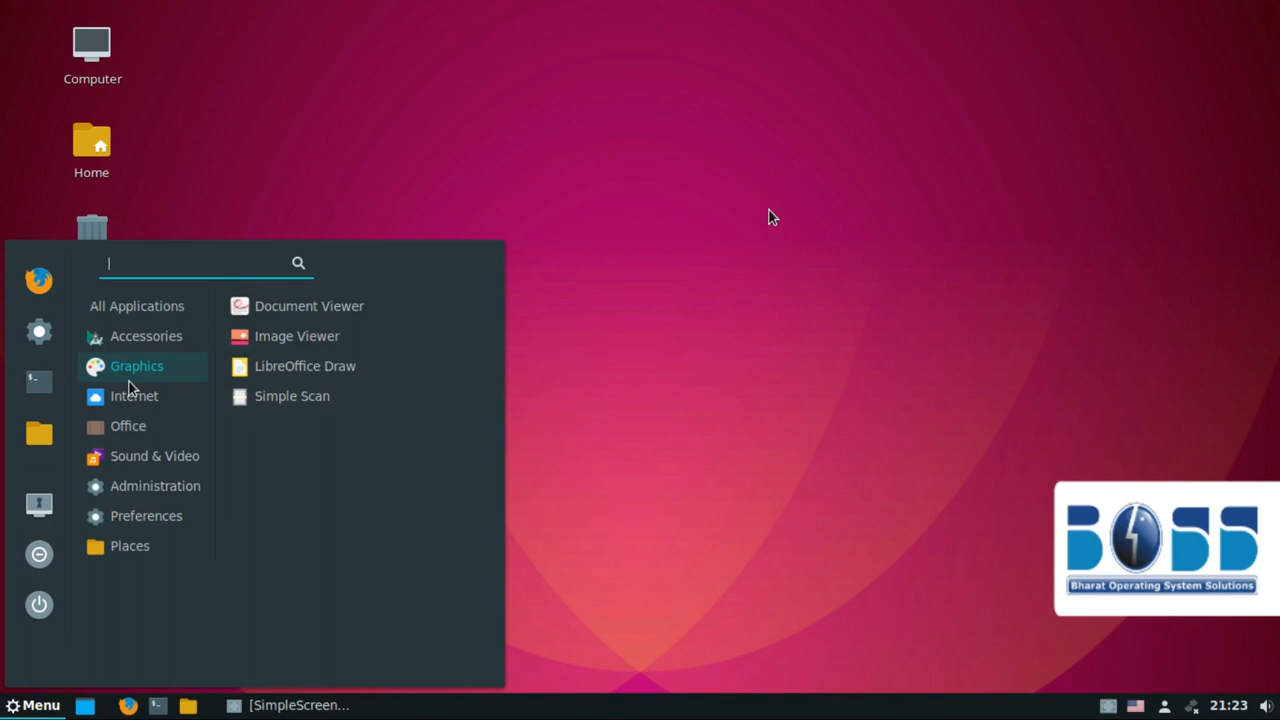 Computer
Home
All Applications
Accessories
Graphics
Internet
Office
Sound & Video
Administration
Preferences
Places
Document Viewer
Image Viewer
LibreOffice Draw
Simple Scan
BOSS
Bharat Operating System Solutions
Menu
[SimpleScreen...
21:23